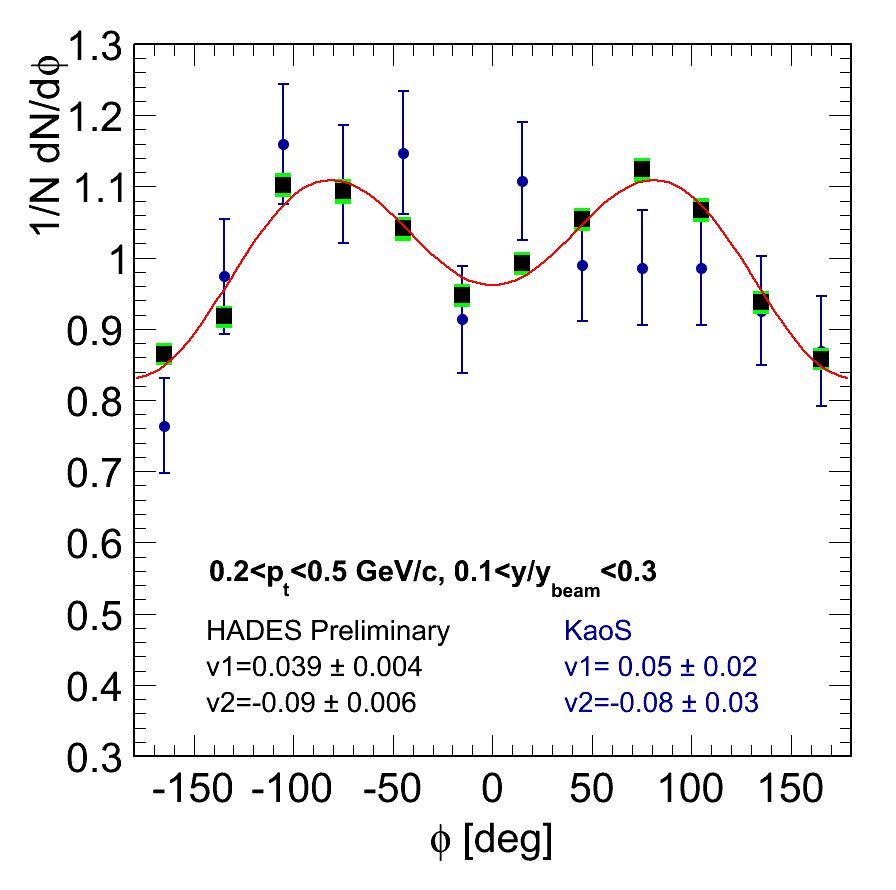 1/N dN/dϕ
1.3
1.2
1.1
1
0.9
0.8
0.7
0.6
0.5
0.4
0.3
0.2<pt<0.5 GeV/c, 0.1<y/ybeam<0.3
HADES Preliminary KaoS
v1=0.039 ± 0.004 v1= 0.05 ± 0.02
v2=-0.09 ± 0.006 v2=-0.08 ± 0.03
-150 -100 -50 0 50 100 150
ϕ [deg]